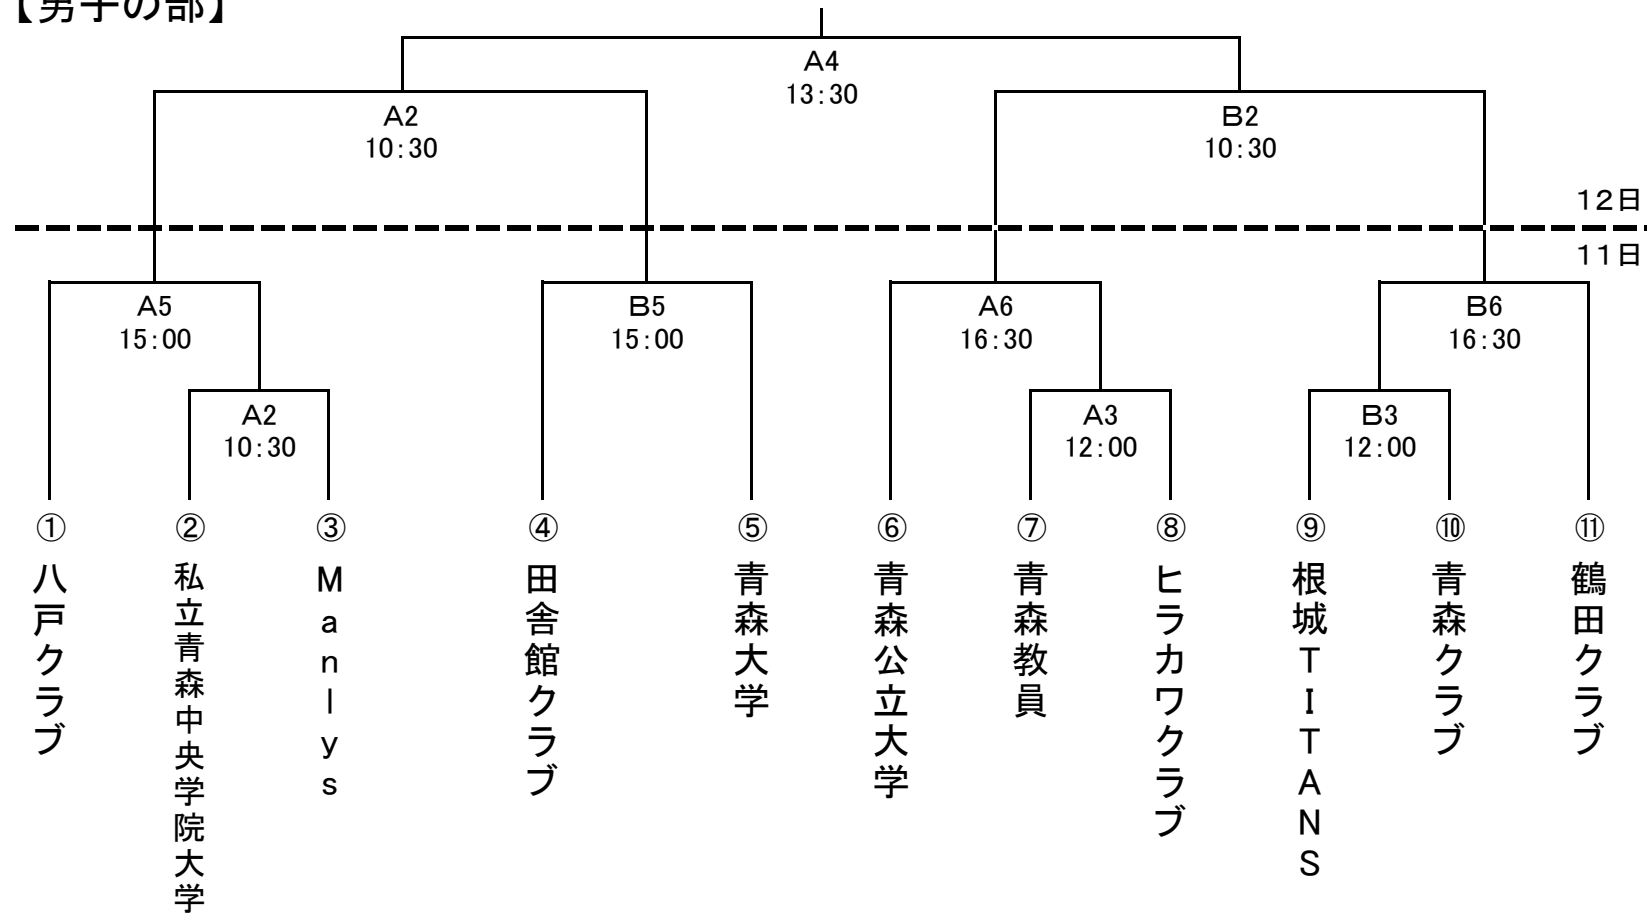 【男子の部】
A4
13:30
A2
10:30
B2
10:30
12日
11日
A5
15:00
B5
15:00
A6
16:30
B6
16:30
A2
10:30
A3
12:00
B3
12:00
① 八戸クラブ
② 私立青森中央学院大学
③ Manlys
④ 田舎館クラブ
⑤ 青森大学
⑥ 青森公立大学
⑦ 青森教員
⑧ ヒラカワクラブ
⑨ 根城TITANS
⑩ 青森クラブ
⑪ 鶴田クラブ